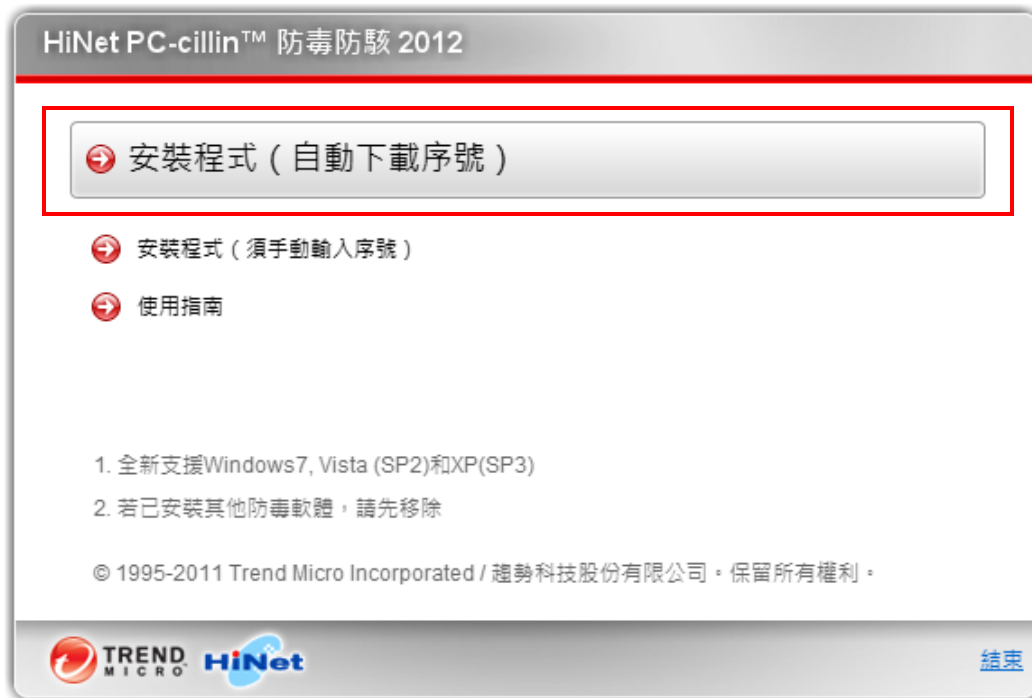 HiNet PC-cillin™ 防毒防駭 2012
安裝程式（自動下載序號）
安裝程式（須手動輸入序號）
使用指南
1. 全新支援Windows7, Vista (SP2)和XP(SP3)
2. 若已安裝其他防毒軟體，請先移除
© 1995-2011 Trend Micro Incorporated / 趨勢科技股份有限公司。保留所有權利。
TREND MICRO HiNet 結束